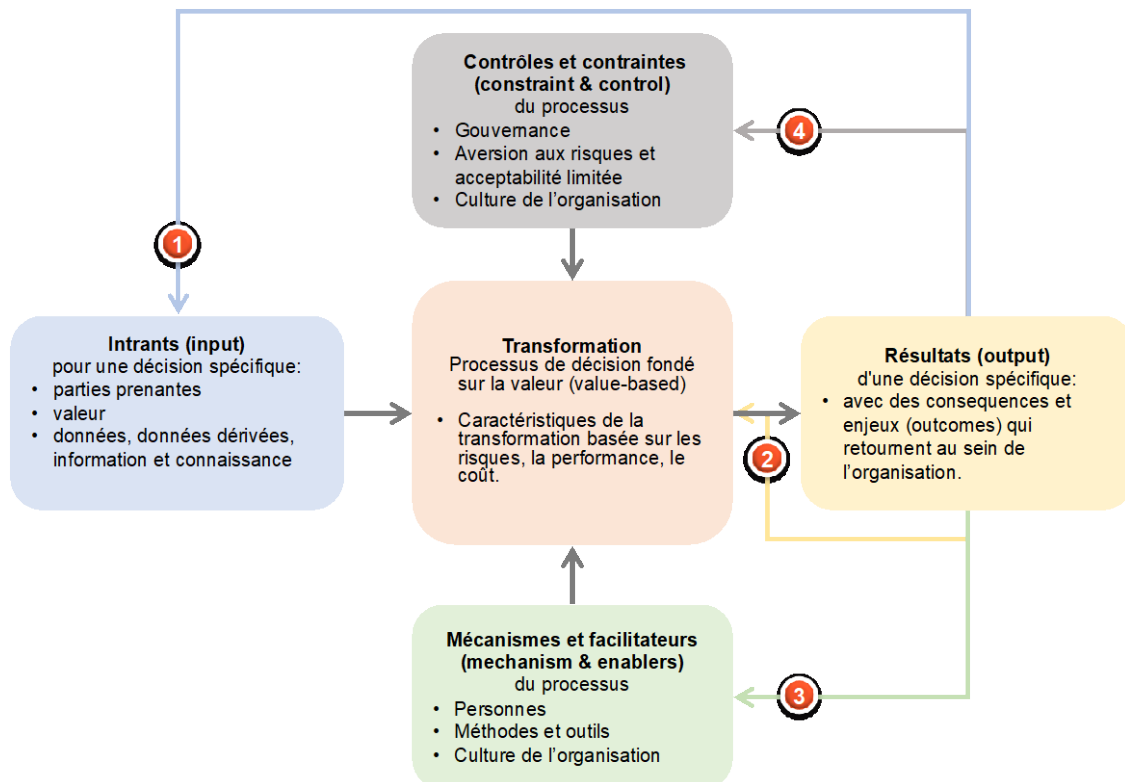 Contrôles et contraintes
(constraint & control)
du processus
• Gouvernance
• Aversion aux risques et
acceptabilité limitée
• Culture de l'organisation
4
1
Intrants (input)
pour une décision spécifique:
• parties prenantes
• valeur
• données, données dérivées,
information et connaissance
Transformation
Processus de décision fondé
sur la valeur (value-based)
• Caractéristiques de la
transformation basée sur les
risques, la performance, le
coût.
2
Résultats (output)
d'une décision spécifique:
• avec des consequences et
enjeux (outcomes) qui
retournent au sein de
l'organisation.
Mécanismes et facilitateurs
(mechanism & enablers)
du processus
• Personnes
• Méthodes et outils
• Culture de l'organisation
3